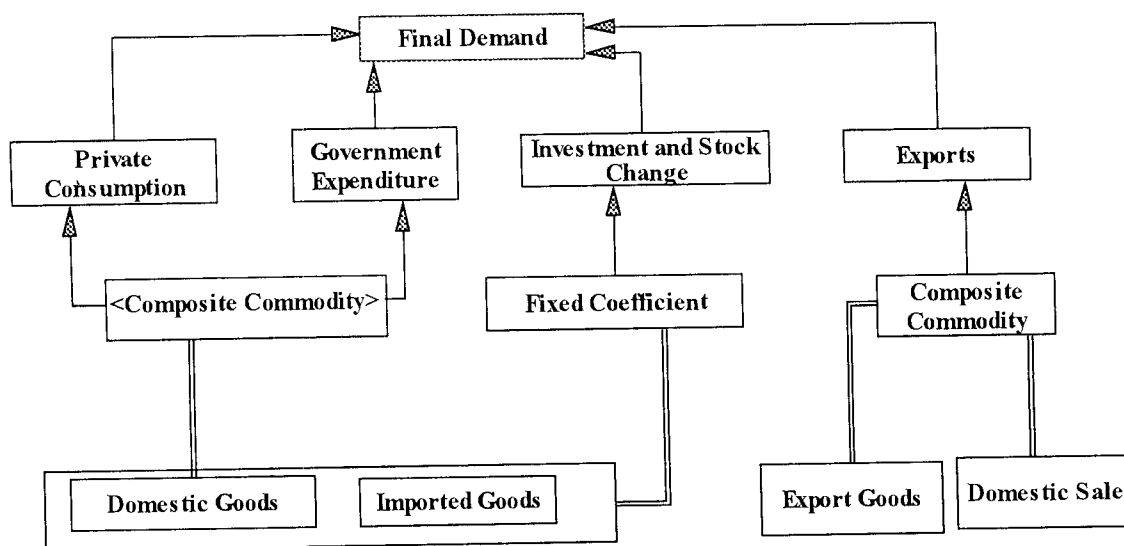 Final Demand
Private
Consumption
Government
Expenditure
Investment and Stock
Change
Exports
<Composite Commodity>
Fixed Coefficient
Composite
Commodity
Domestic Goods
Imported Goods
Export Goods
Domestic Sale